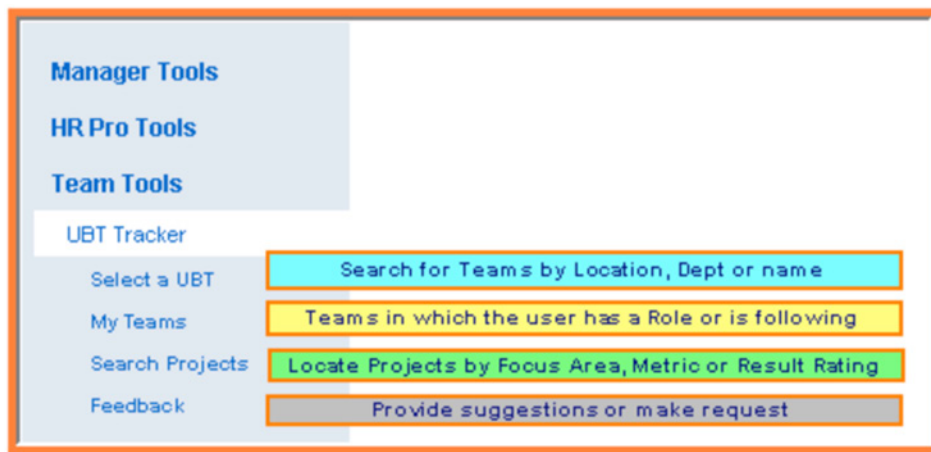 Manager Tools
HR Pro Tools
Team Tools
UBT Tracker
Select a UBT
Search for Teams by Location, Dept or name
My Teams
Teams in which the user has a Role or is following
Search Projects
Locate Projects by Focus Area, Metric or Result Rating
Feedback
Provide suggestions or make request